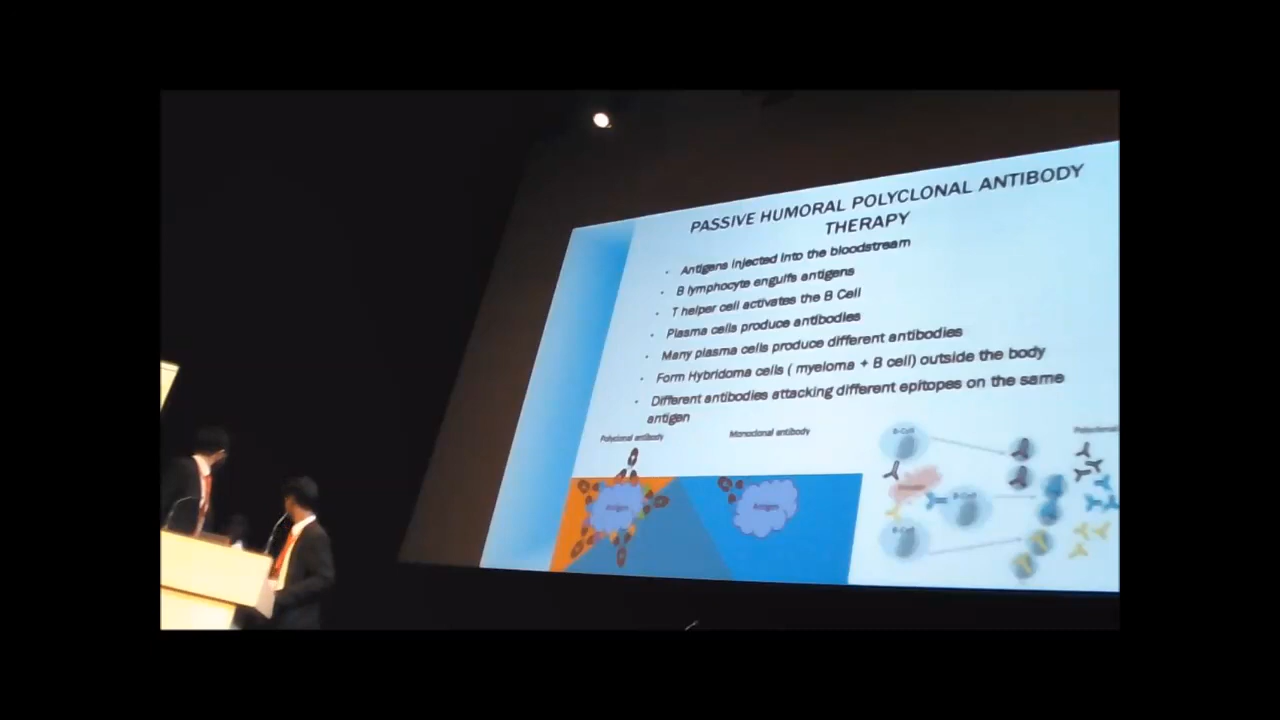 PASSIVE HUMORAL POLYCLONAL ANTIBODY
THERAPY
• Antigens injected into the bloodstream
• B lymphocyte engulfs antigens
• T helper cell activates the B Cell
• Plasma cells produce antibodies
• Many plasma cells produce different antibodies
• Form Hybridoma cells ( myeloma + B cell) outside the body
• Different antibodies attacking different epitopes on the same
antigen
Polyclonal antibody
Monoclonal antibody
Antigen
Antigen
B-Cell
B-Cell
B-Cell